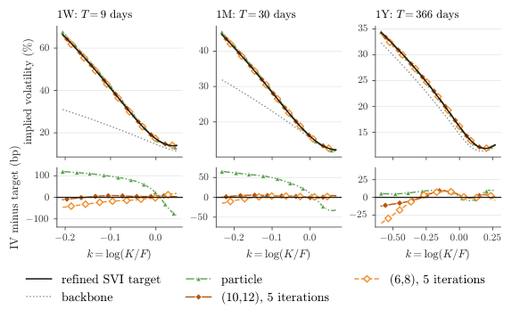 1W: T = 9 days
1M: T = 30 days
1Y: T = 366 days
implied volatility (%)
60
40
20
40
30
20
35
30
25
20
15
IV minus target (bp)
100
0
−100
50
0
−50
25
0
−25
−0.2
−0.1
0.0
−0.2
−0.1
0.0
−0.50
−0.25
0.00
0.25
k = log(K/F)
k = log(K/F)
k = log(K/F)
refined SVI target
particle
(6,8), 5 iterations
backbone
(10,12), 5 iterations